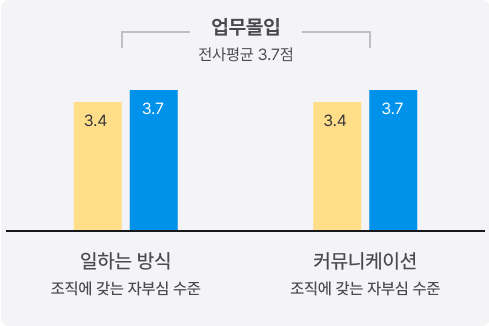 업무몰입
전사평균 3.7점
3.4
3.7
3.4
3.7
일하는 방식
조직에 갖는 자부심 수준
커뮤니케이션
조직에 갖는 자부심 수준